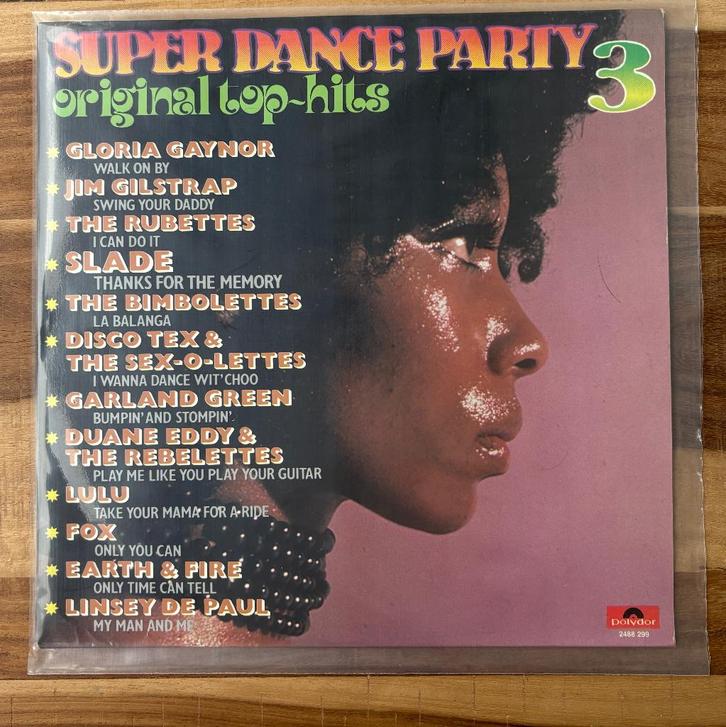 SUPER DANCE PARTY 3
original top-hits
GLORIA GAYNOR
WALK ON BY
JIM GILSTRAP
SWING YOUR DADDY
THE RUBETTES
I CAN DO IT
SLADE
THANKS FOR THE MEMORY
THE BIMBOLETTES
LA BALANGA
DISCO TEX &
THE SEX-O-LETTES
I WANNA DANCE WIT'CHOO
GARLAND GREEN
BUMPIN' AND STOMPIN'
DUANE EDDY &
THE REBELETTES
PLAY ME LIKE YOU PLAY YOUR GUITAR
LULU
TAKE YOUR MAMA FOR A RIDE
FOX
ONLY YOU CAN
EARTH & FIRE
ONLY TIME CAN TELL
LINSEY DE PAUL
MY MAN AND ME
polydor
2488 299